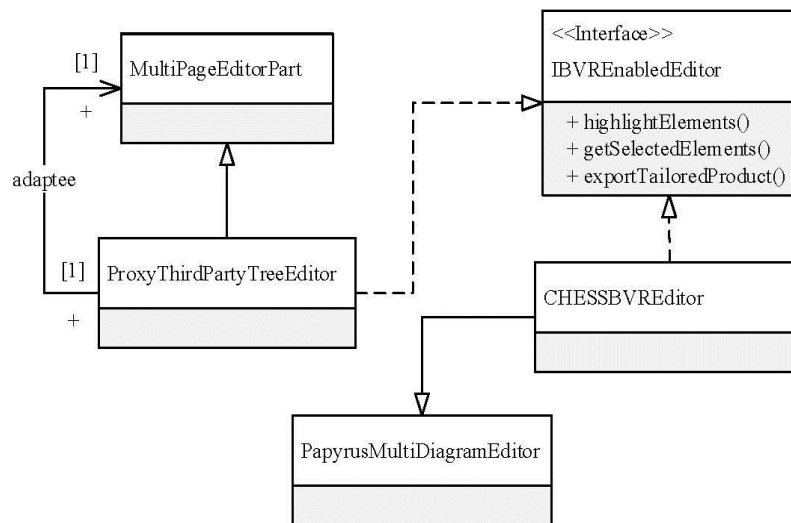 [1]
+
MultiPageEditorPart
<<Interface>>
IBVREnabledEditor
+ highlightElements()
+ getSelectedElements()
+ exportTailoredProduct()
adaptee
[1]
+
ProxyThirdPartyTreeEditor
CHESSBVREditor
PapyrusMultiDiagramEditor